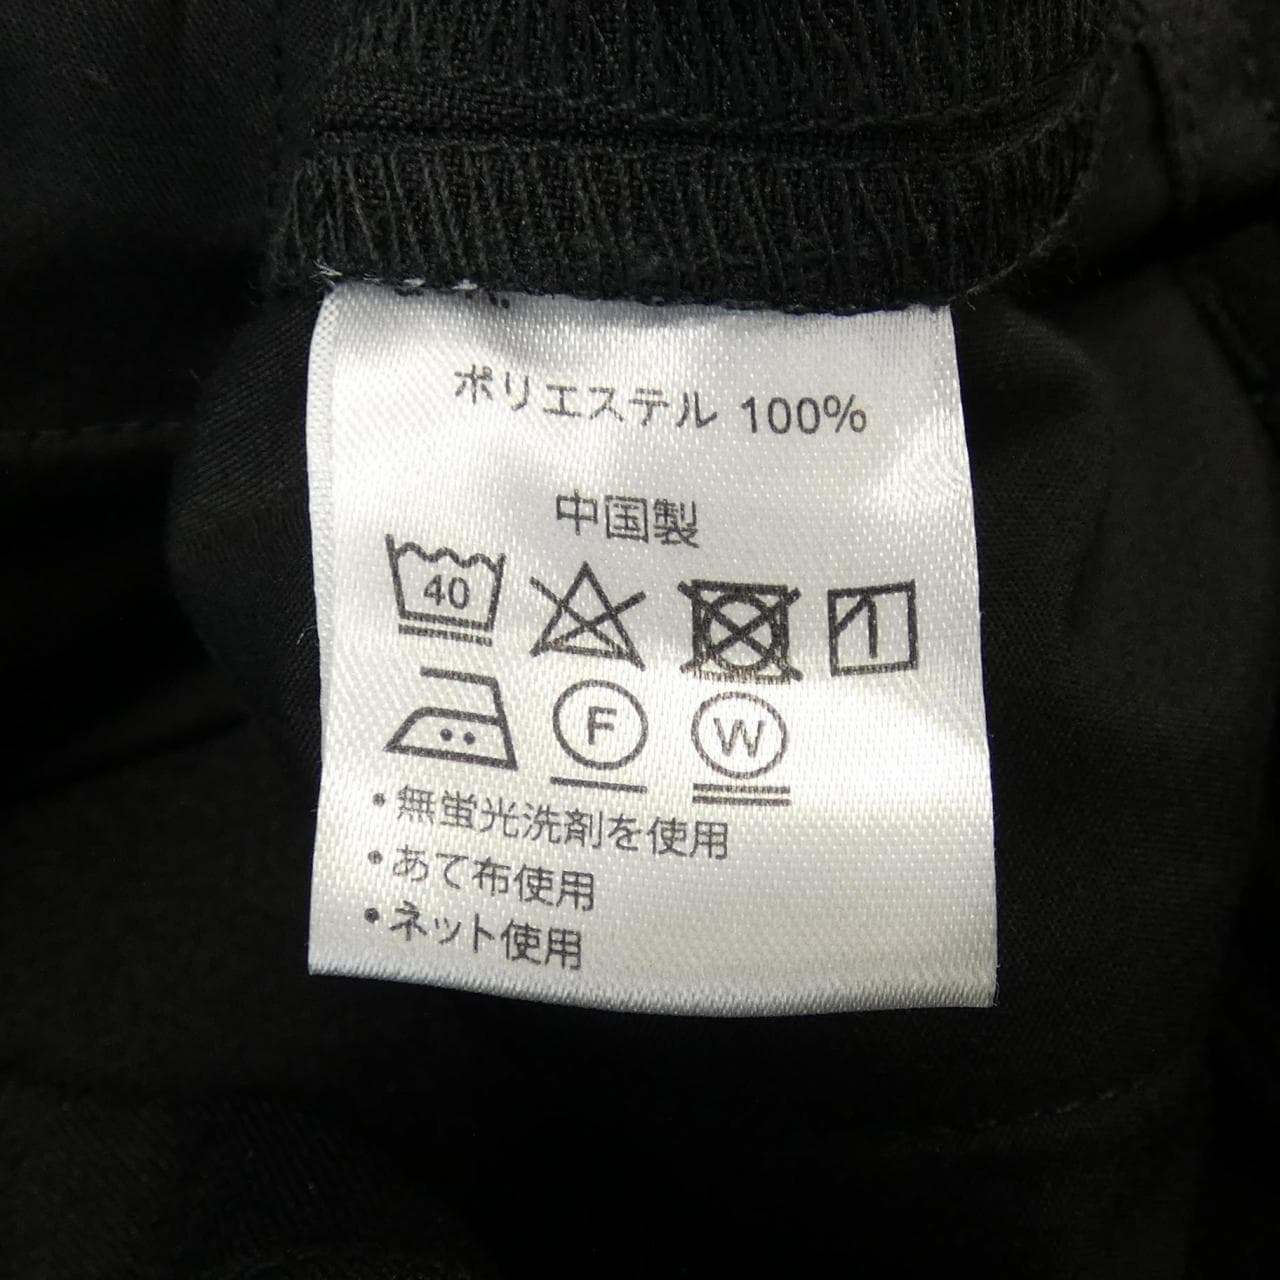 ポリエステル 100%
中国製
40
F W
・無蛍光洗剤を使用
・あて布使用
・ネット使用